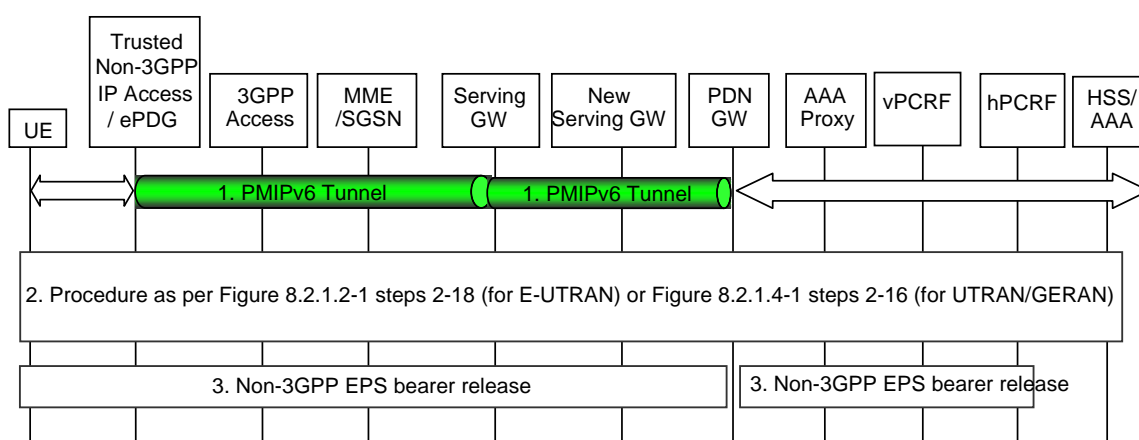 UE
Trusted
Non-3GPP
IP Access
/ ePDG
3GPP
Access
MME
/SGSN
Serving
GW
New
Serving GW
PDN
GW
AAA
Proxy
vPCRF
hPCRF
HSS/
AAA
1. PMIPv6 Tunnel
1. PMIPv6 Tunnel
2. Procedure as per Figure 8.2.1.2-1 steps 2-18 (for E-UTRAN) or Figure 8.2.1.4-1 steps 2-16 (for UTRAN/GERAN)
3. Non-3GPP EPS bearer release
3. Non-3GPP EPS bearer release